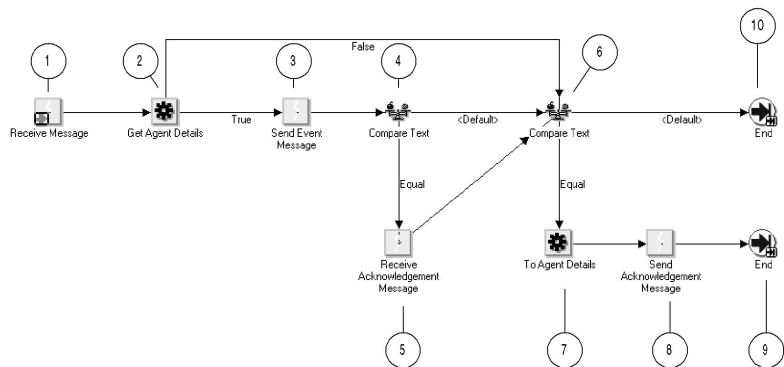 1
2
3
4
6
10
False
Receive Message
Get Agent Details
True
Send Event
Message
Compare Text
<Default>
Compare Text
<Default>
End
Equal
Equal
Receive
Acknowledgement
Message
To Agent Details
Send
Acknowledgement
Message
End
5
7
8
9